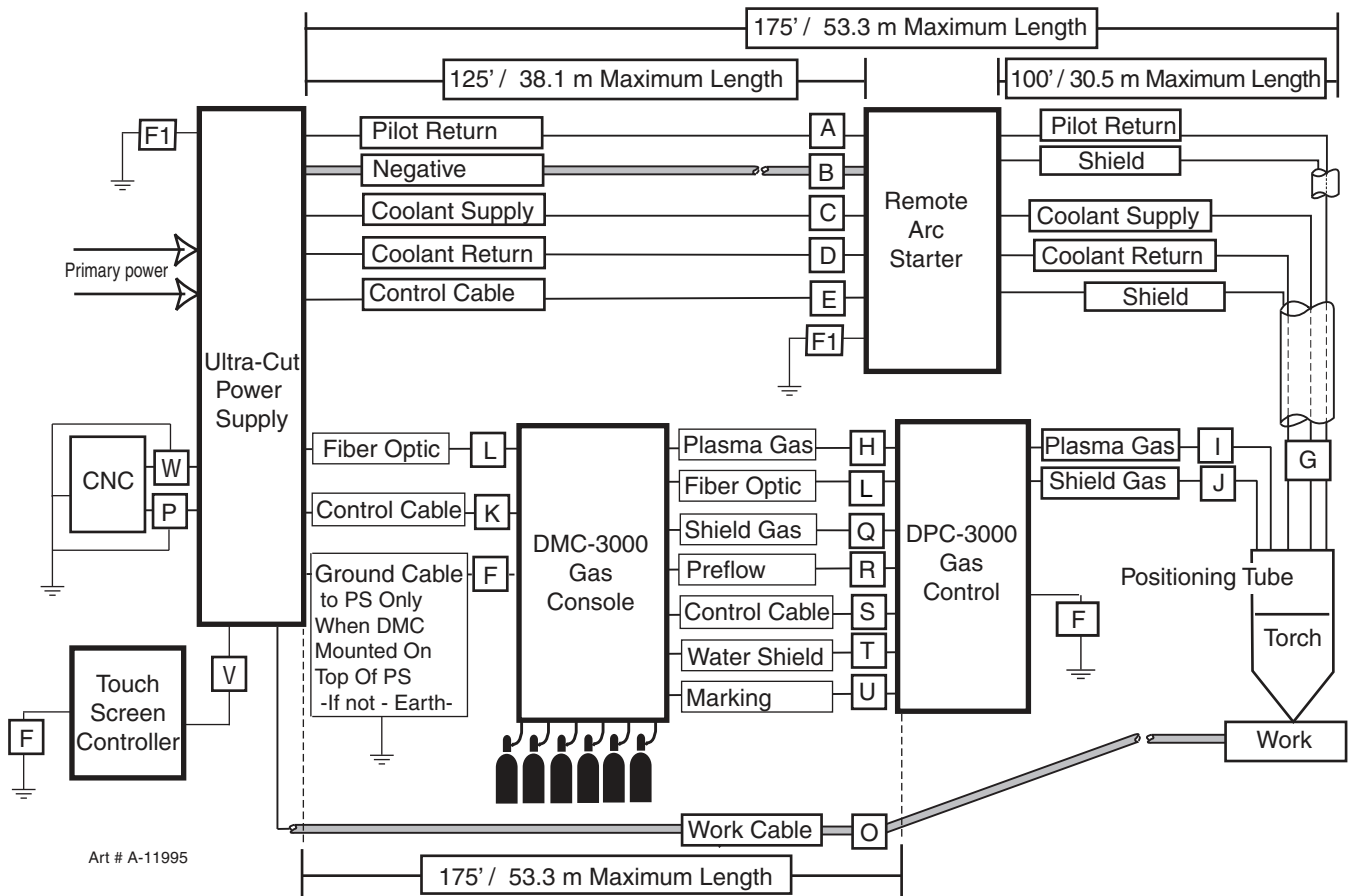 175' / 53.3 m Maximum Length
125' / 38.1 m Maximum Length
100' / 30.5 m Maximum Length
F1
Pilot Return
A
Pilot Return
Negative
B
Shield
Coolant Supply
C
Coolant Supply
Coolant Return
D
Coolant Return
Control Cable
E
Shield
F1
Remote
Arc
Starter
Primary power
Ultra-Cut
Power
Supply
CNC
W
P
Fiber Optic
L
Control Cable
K
Ground Cable
to PS Only
When DMC
Mounted On
Top Of PS
-If not - Earth-
F
DMC-3000
Gas
Console
Plasma Gas
H
Fiber Optic
L
Shield Gas
Q
Preflow
R
Control Cable
S
Water Shield
T
Marking
U
DPC-3000
Gas
Control
Plasma Gas
I
Shield Gas
J
G
F
Positioning Tube
Torch
Work
V
Touch
Screen
Controller
F
Work Cable
O
Art # A-11995
175' / 53.3 m Maximum Length